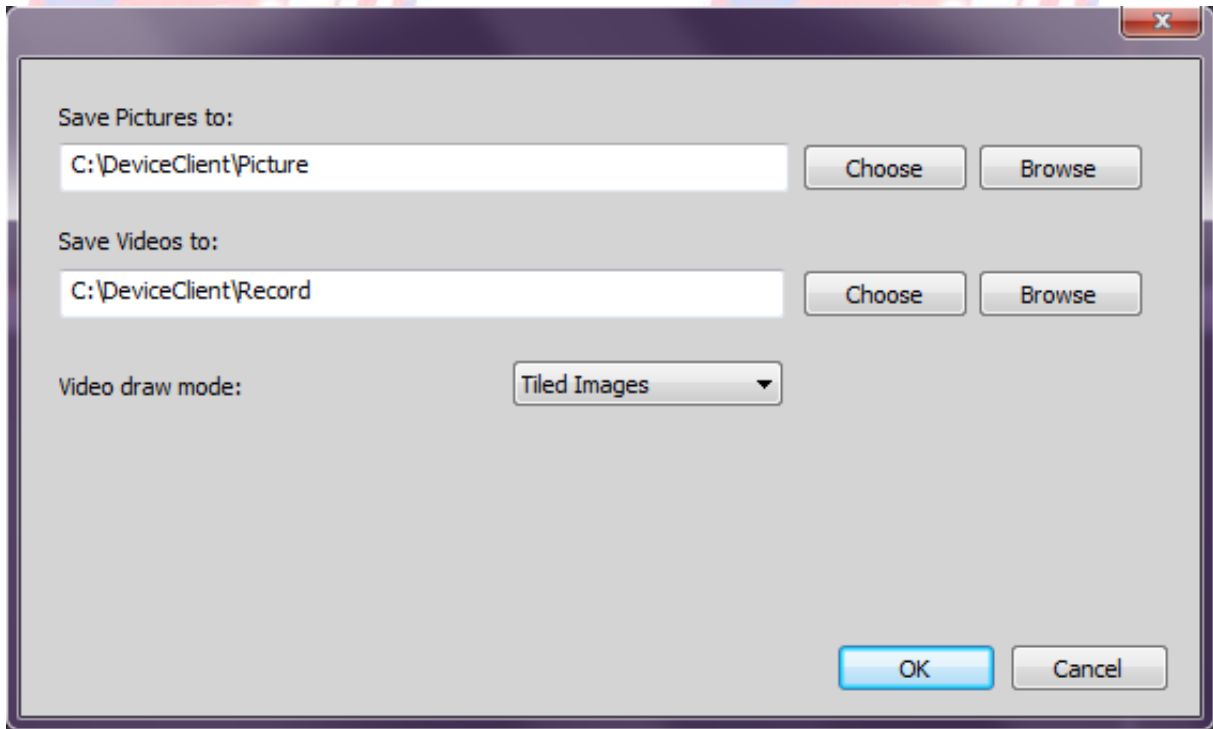 Save Pictures to:
C:\DeviceClient\Picture Choose Browse
Save Videos to:
C:\DeviceClient\Record Choose Browse
Video draw mode: Tiled Images
OK Cancel